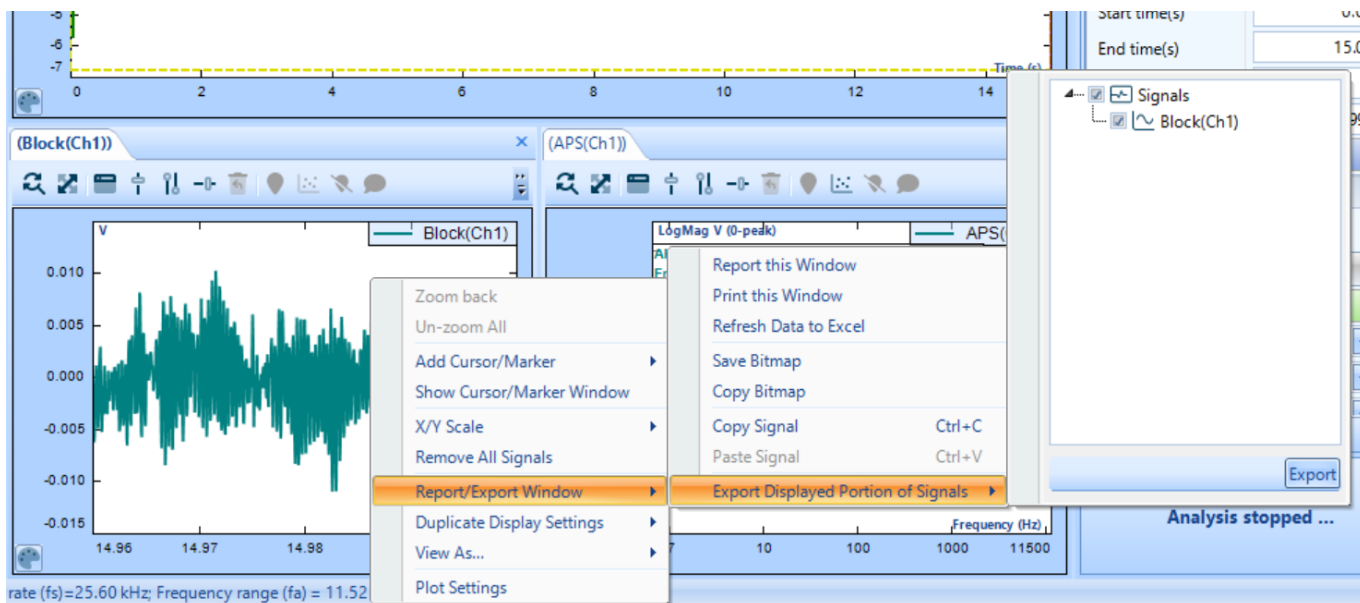 -5
-6
-7
Time (s)
0 2 4 6 8 10 12 14
Start time(s)
End time(s) 15.0
Signals
Block(Ch1)
Export
(Block(Ch1))
(APS(Ch1))
V
Block(Ch1)
0.010
0.005
0.000
-0.005
-0.010
-0.015
14.96 14.97 14.98
LogMag V (0-peak)
APS(
Zoom back
Un-zoom All
Add Cursor/Marker
Show Cursor/Marker Window
X/Y Scale
Remove All Signals
Report/Export Window
Duplicate Display Settings
View As...
Plot Settings
Report this Window
Print this Window
Refresh Data to Excel
Save Bitmap
Copy Bitmap
Copy Signal Ctrl+C
Paste Signal Ctrl+V
Export Displayed Portion of Signals
Frequency (Hz)
10 100 1000 11500
Analysis stopped ...
rate (fs)=25.60 kHz; Frequency range (fa) = 11.52